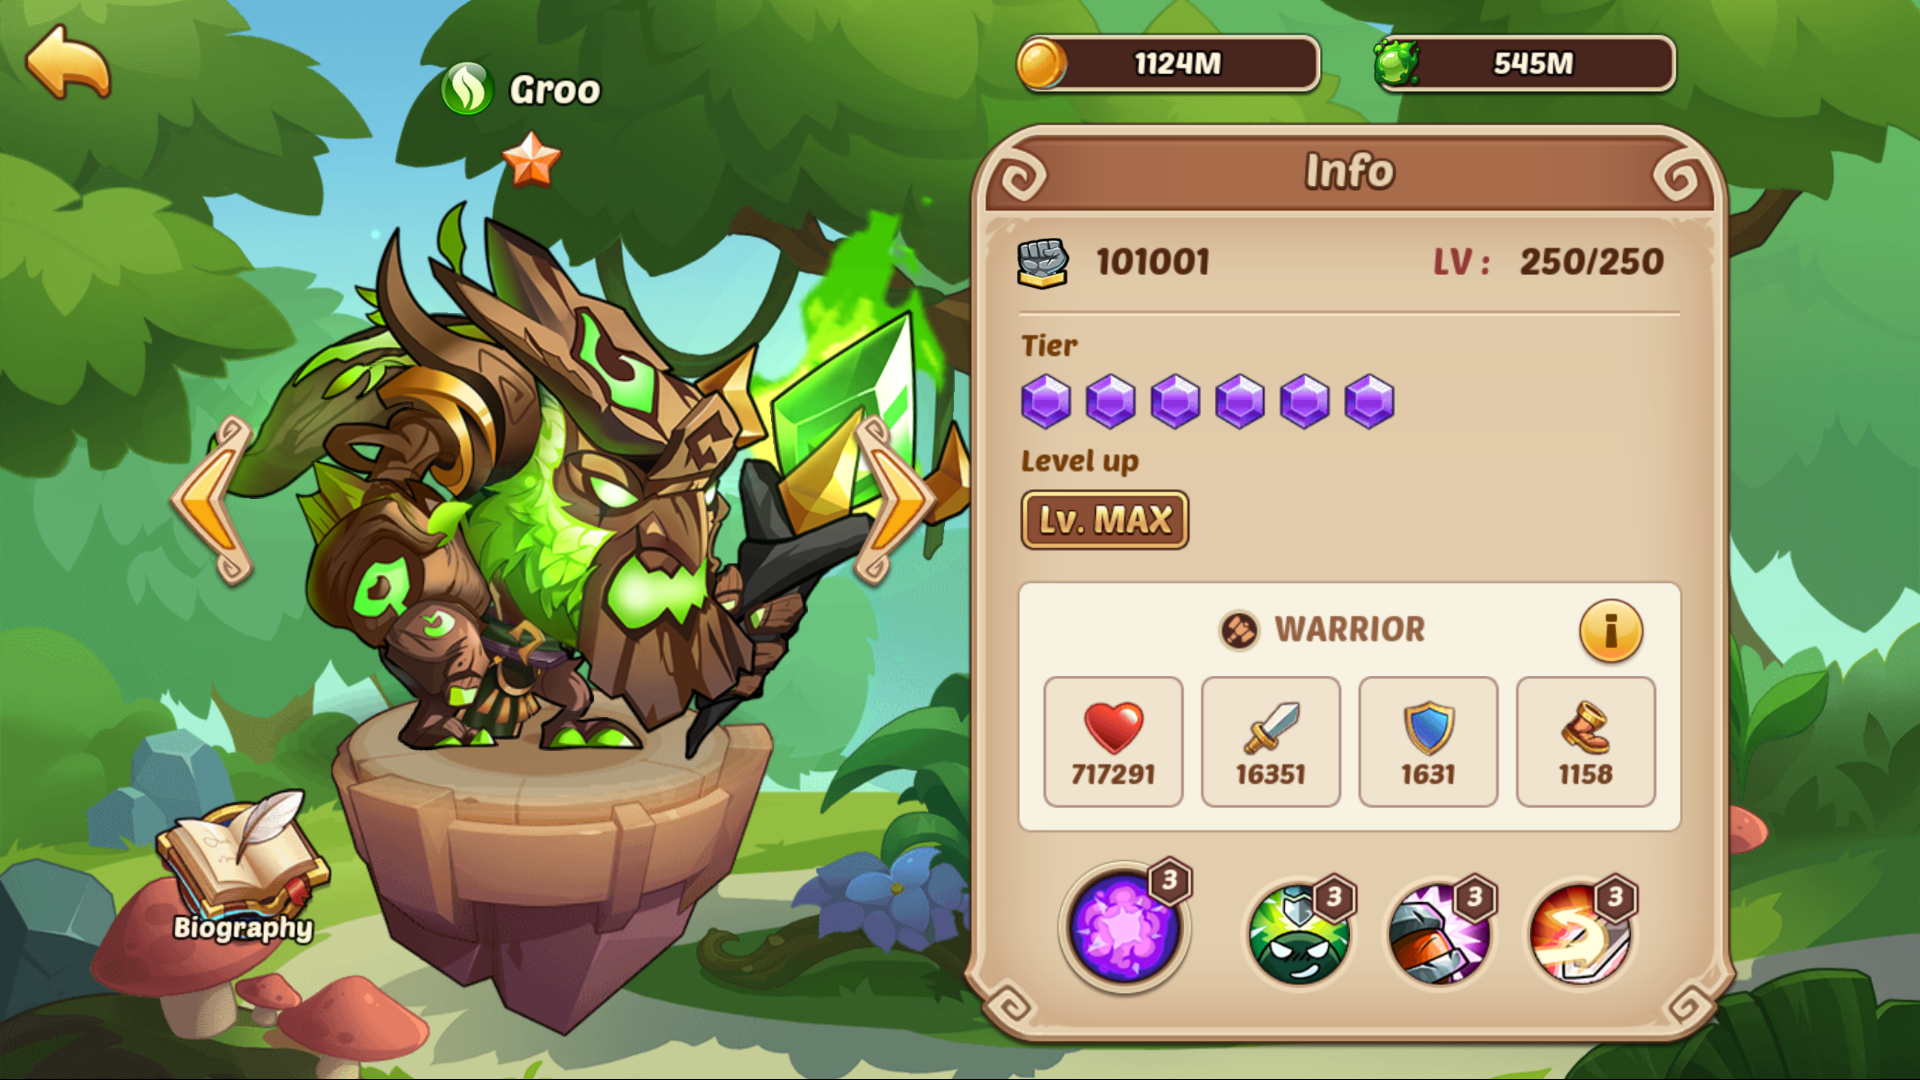 Groo
1124M
545M
Info
101001
LV : 250/250
Tier
Level up
Lv. MAX
WARRIOR
i
717291
16351
1631
1158
3
3
3
3
Biography